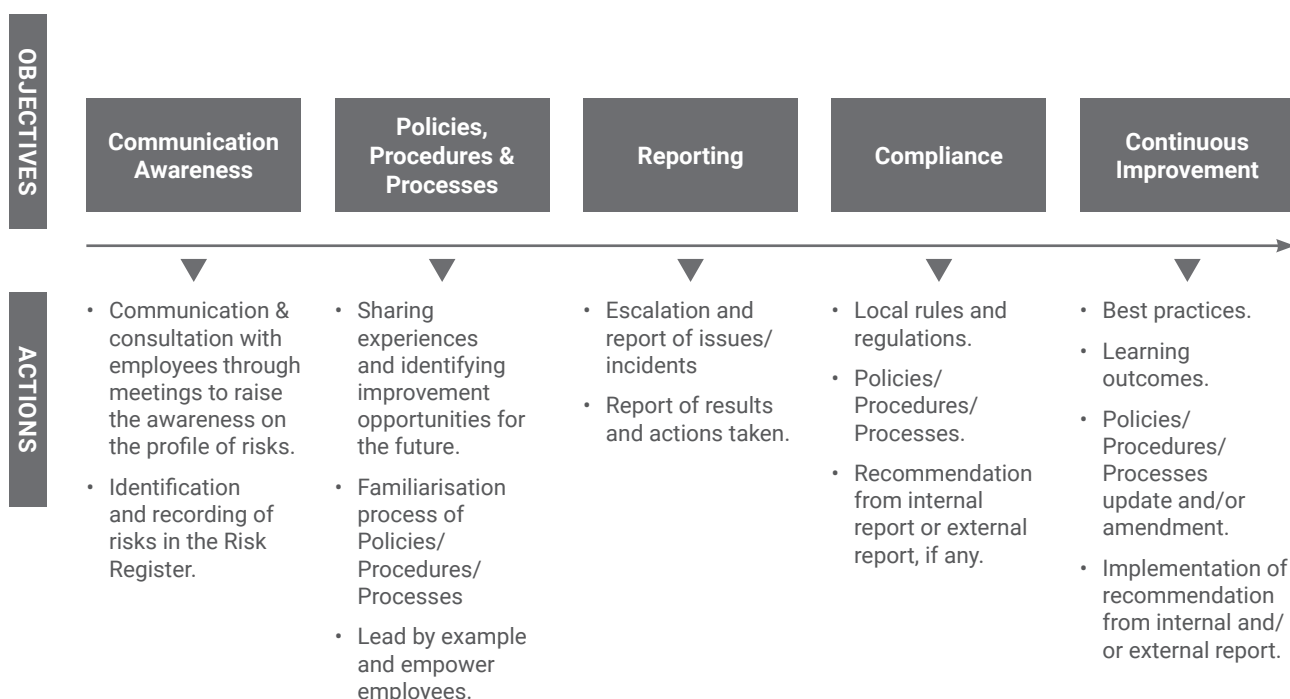 OBJECTIVES
Communication
Awareness
Policies,
Procedures &
Processes
Reporting
Compliance
Continuous
Improvement
ACTIONS
• Communication &
consultation with
employees through
meetings to raise
the awareness on
the profile of risks.
• Identification
and recording of
risks in the Risk
Register.
• Sharing
experiences
and identifying
improvement
opportunities for
the future.
• Familiarisation
process of
Policies/
Procedures/
Processes
• Lead by example
and empower
employees.
• Escalation and
report of issues/
incidents
• Report of results
and actions taken.
• Local rules and
regulations.
• Policies/
Procedures/
Processes.
• Recommendation
from internal
report or external
report, if any.
• Best practices.
• Learning
outcomes.
• Policies/
Procedures/
Processes
update and/or
amendment.
• Implementation of
recommendation
from internal and/
or external report.